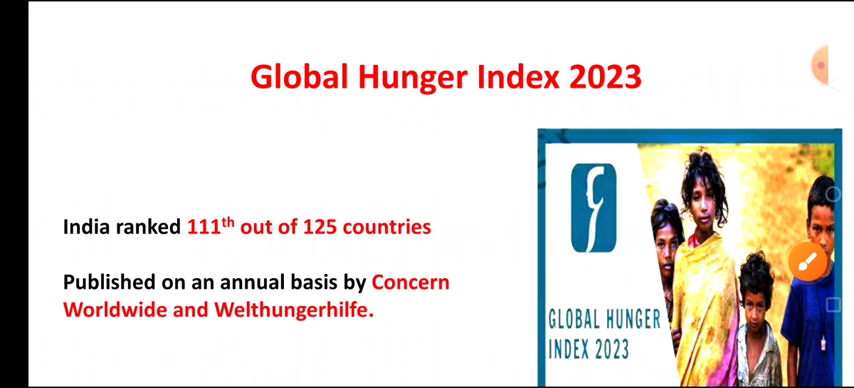 Global Hunger Index 2023
India ranked 111th out of 125 countries
Published on an annual basis by Concern
Worldwide and Welthungerhilfe.
GLOBAL HUNGER
INDEX 2023